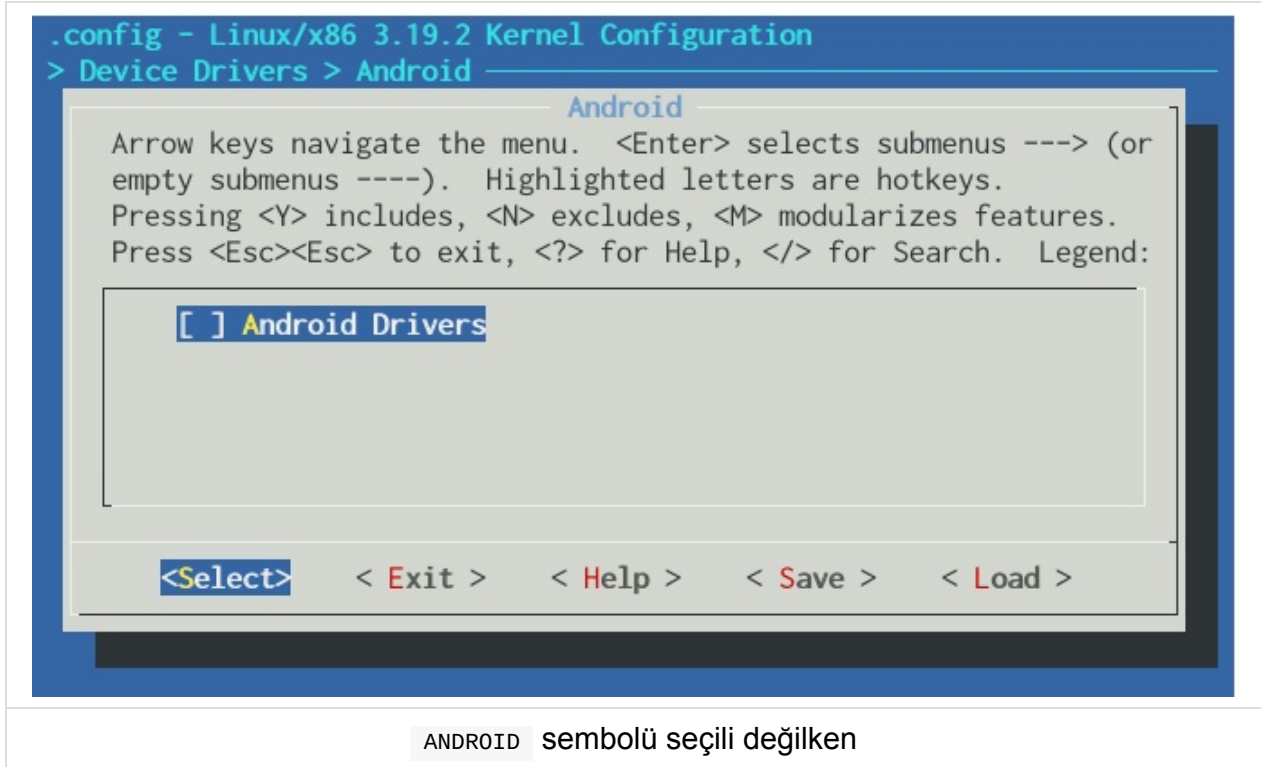 .config - Linux/x86 3.19.2 Kernel Configuration
> Device Drivers > Android
Android
Arrow keys navigate the menu.  <Enter> selects submenus ---> (or
empty submenus ----).  Highlighted letters are hotkeys.
Pressing <Y> includes, <N> excludes, <M> modularizes features.
Press <Esc><Esc> to exit, <?> for Help, </> for Search.  Legend:
[ ] Android Drivers
<Select>    < Exit >    < Help >    < Save >    < Load >
ANDROID sembolü seçili değilken